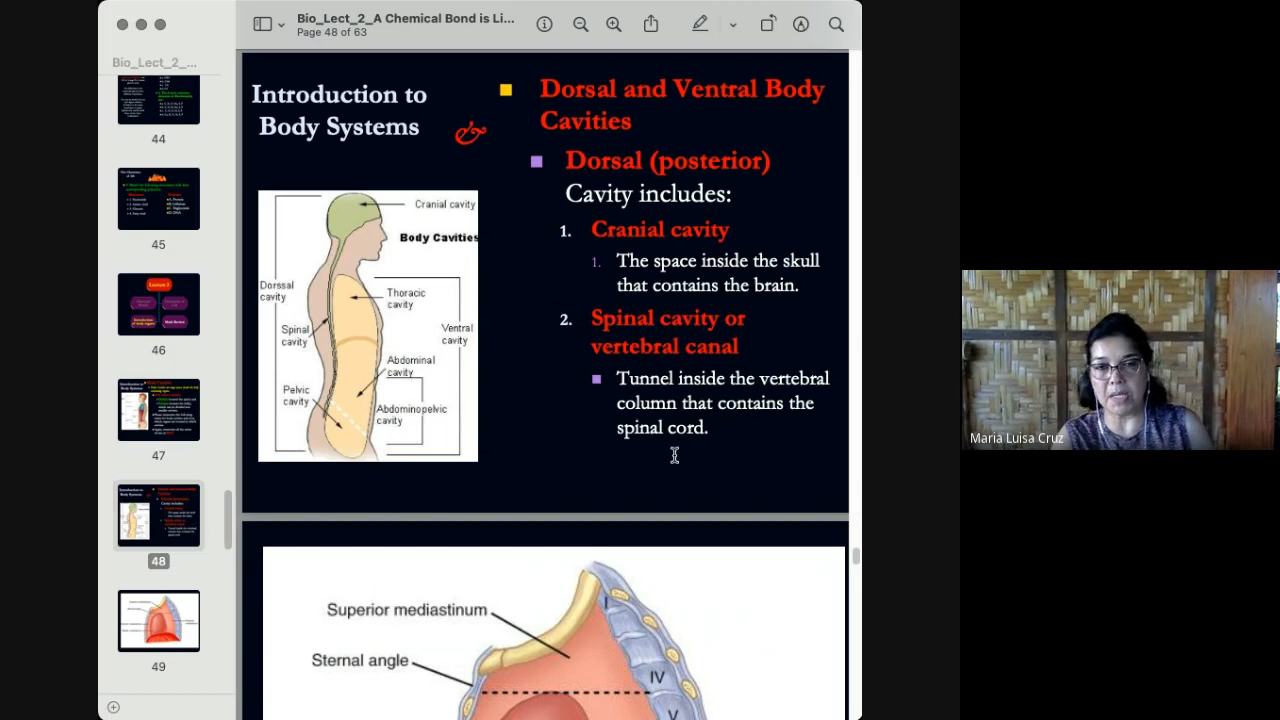 Bio_Lect_2_A Chemical Bond is Li...
Page 48 of 63
Bio_Lect_2_...
44
45
46
47
48
49
Introduction to
Body Systems
&
Dorsal and Ventral Body
Cavities
Dorsal (posterior)
Cavity includes:
1. Cranial cavity
1. The space inside the skull
that contains the brain.
2. Spinal cavity or
vertebral canal
Tunnel inside the vertebral
column that contains the
spinal cord.
Cranial cavity
Body Cavities
Dorssal
cavity
Thoracic
cavity
Spinal
cavity
Ventral
cavity
Abdominal
cavity
Pelvic
cavity
Abdominopelvic
cavity
Superior mediastinum
Sternal angle
I
IV
V
Maria Luisa Cruz